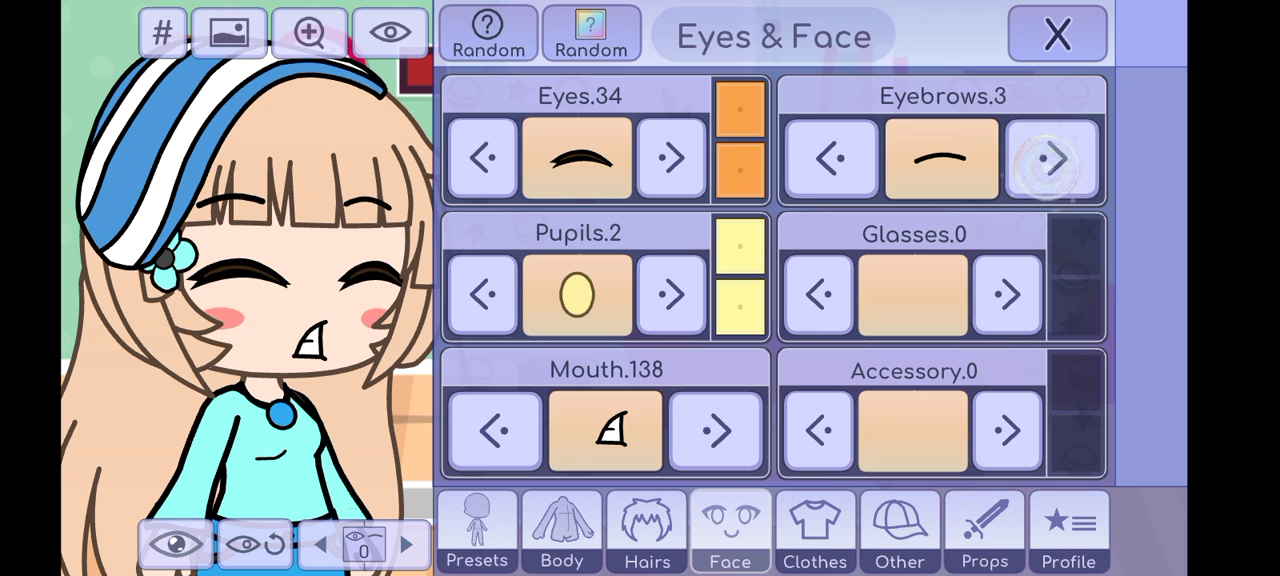 #
?
Random
?
Random
Eyes & Face
X
Eyes.34
Eyebrows.3
Pupils.2
Glasses.0
Mouth.138
Accessory.0
0
Presets
Body
Hairs
Face
Clothes
Other
Props
Profile